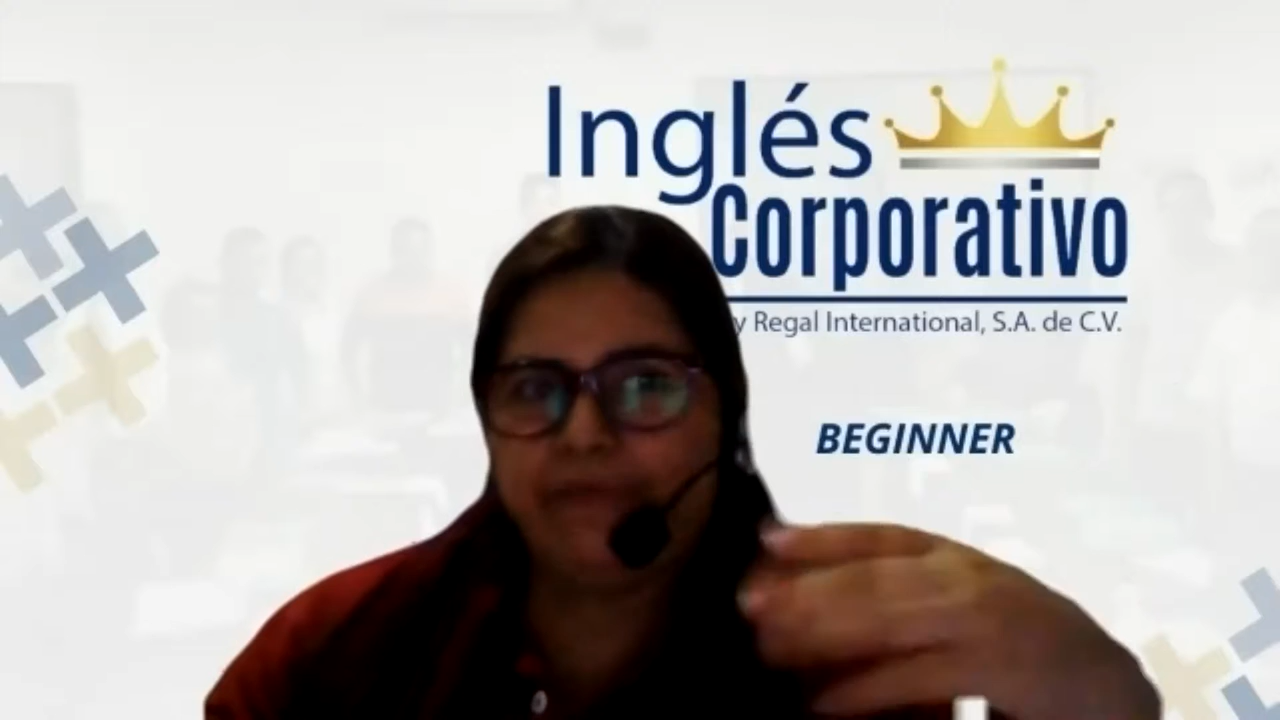 Inglés
Corporativo
y Regal International, S.A. de C.V.
BEGINNER